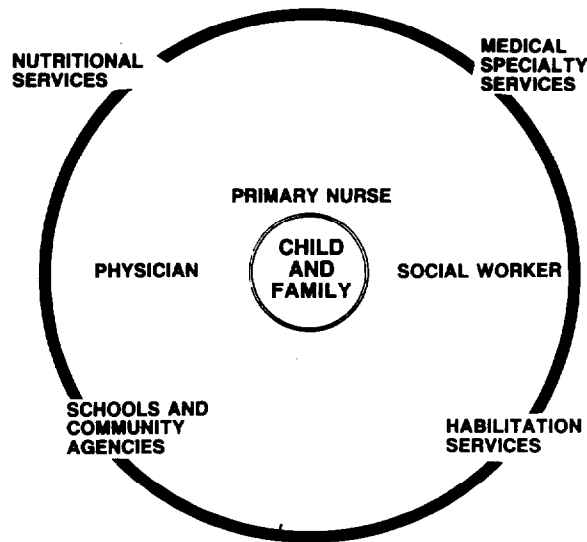 NUTRITIONAL
SERVICES
MEDICAL
SPECIALTY
SERVICES
PRIMARY NURSE
CHILD
AND
FAMILY
PHYSICIAN
SOCIAL WORKER
SCHOOLS AND
COMMUNITY
AGENCIES
HABILITATION
SERVICES